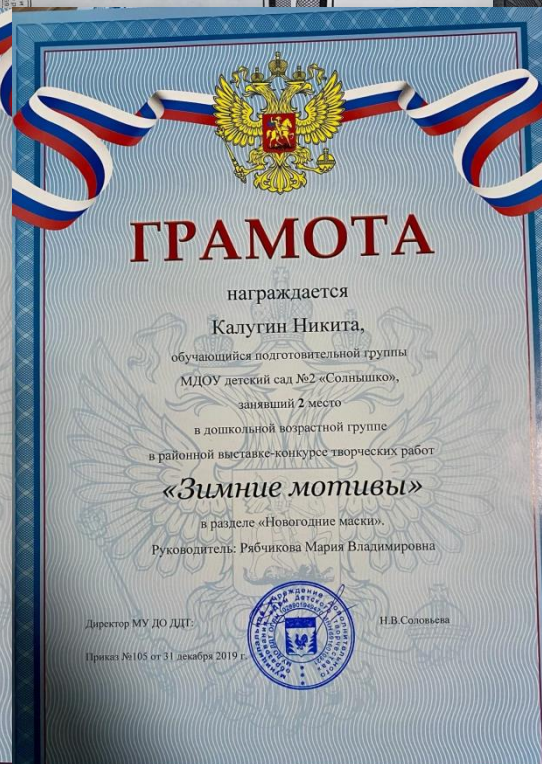 ГРАМОТА
награждается
Калугин Никита,
обучающийся подготовительной группы
МДОУ детский сад №2 «Солнышко»,
занявший 2 место
в дошкольной возрастной группе
в районной выставке-конкурсе творческих работ
«Зимние мотивы»
в разделе «Новогодние маски».
Руководитель: Рябчикова Мария Владимировна
Директор МУ ДО ДДТ: Н.В.Соловьева
Приказ №105 от 31 декабря 2019 г.